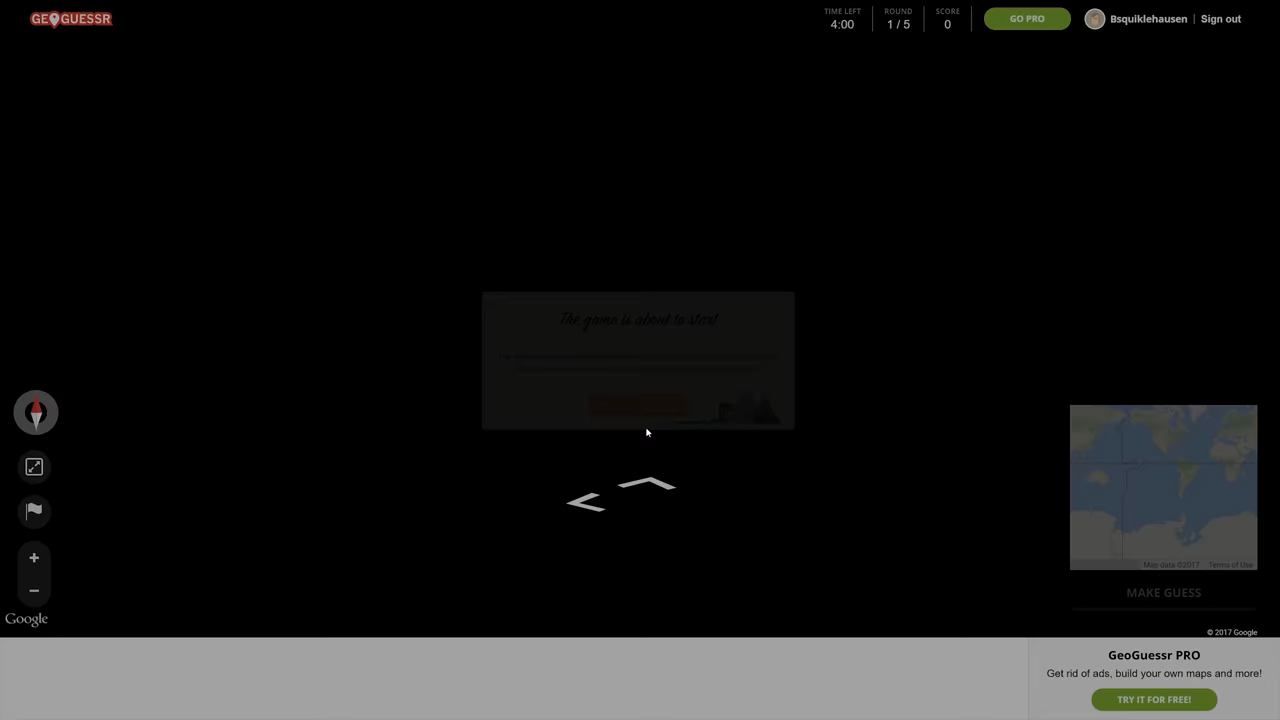 GEOGUESSR
TIME LEFT
4:00
ROUND
1 / 5
SCORE
0
GO PRO
Bsquiklehausen | Sign out
The game is about to start
Map data ©2017 Terms of Use
MAKE GUESS
Google
© 2017 Google
GeoGuessr PRO
Get rid of ads, build your own maps and more!
TRY IT FOR FREE!